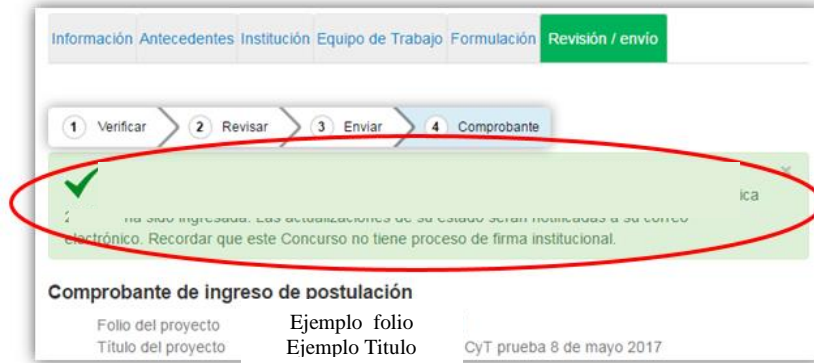 Información Antecedentes Institución Equipo de Trabajo Formulación Revisión / envío
1 Verificar 2 Revisar 3 Enviar 4 Comprobante
ica
ha sido ingresada. Las actualizaciones de su estado serán notificadas a su correo
electrónico. Recordar que este Concurso no tiene proceso de firma institucional.
Comprobante de ingreso de postulación
Folio del proyecto Ejemplo folio
Título del proyecto Ejemplo Titulo CyT prueba 8 de mayo 2017